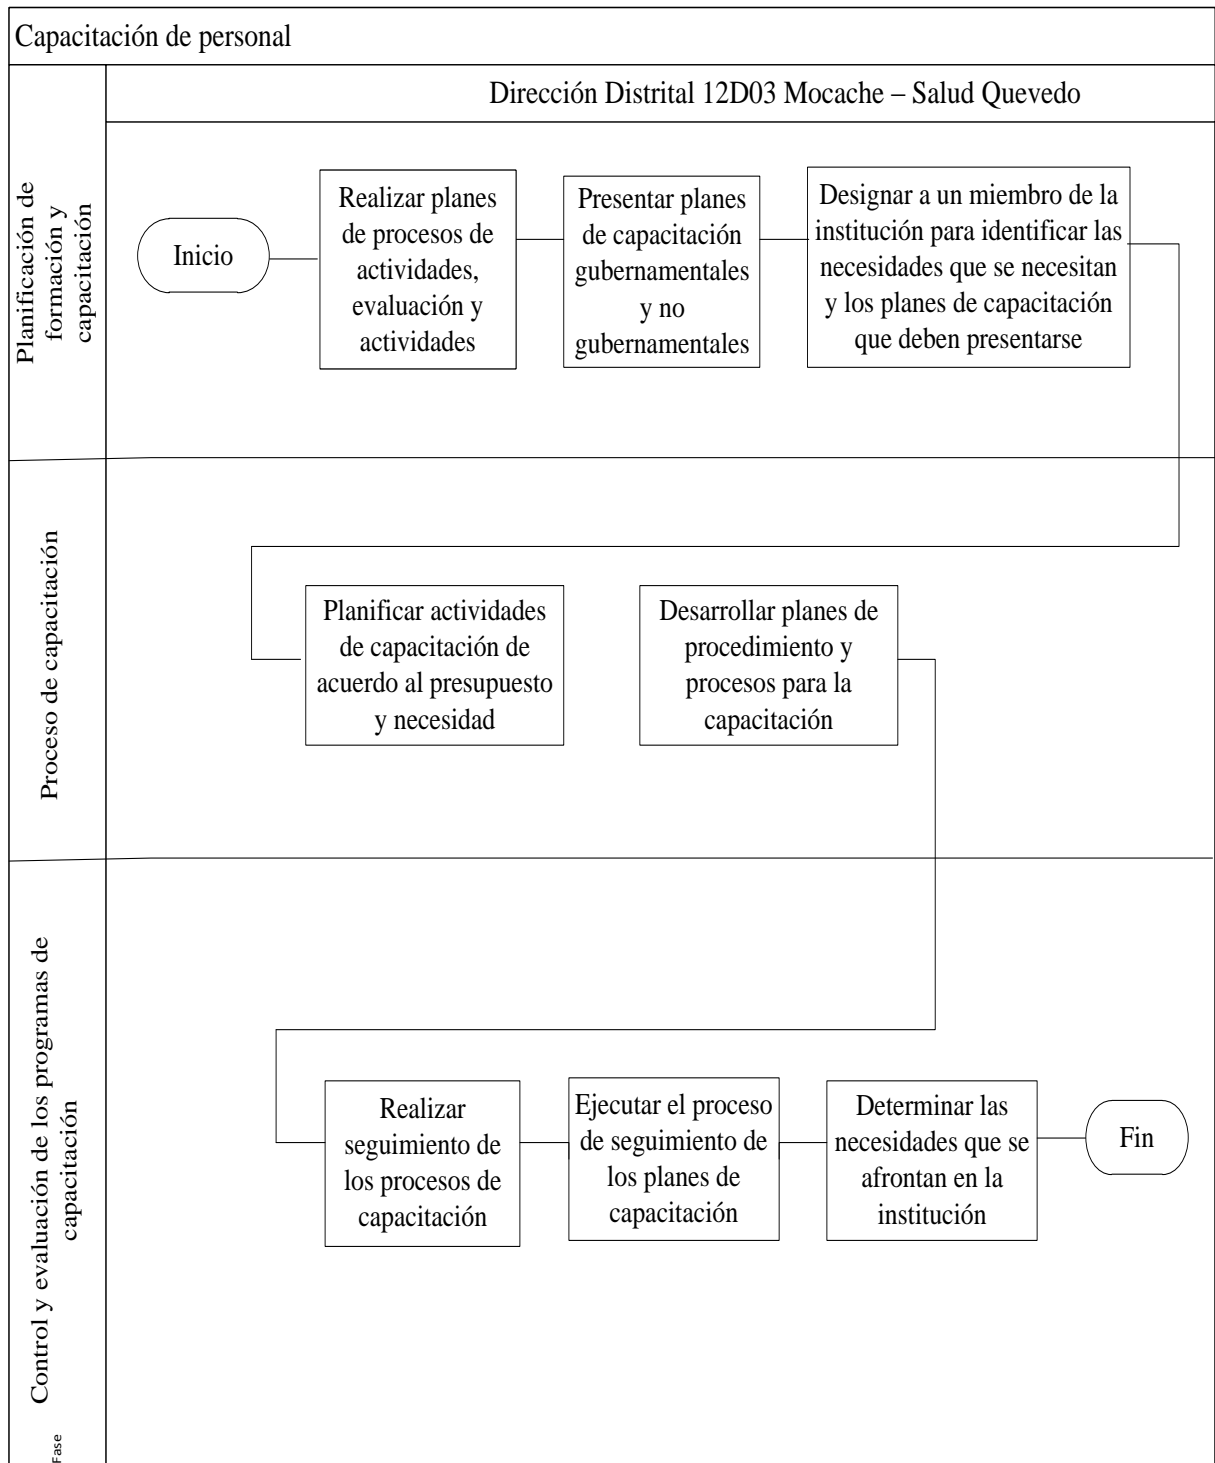 Capacitación de personal
Dirección Distrital 12D03 Mocache – Salud Quevedo
Planificación de
formación y
capacitación
Inicio
Realizar planes
de procesos de
actividades,
evaluación y
actividades
Presentar planes
de capacitación
gubernamentales
y no
gubernamentales
Designar a un miembro de la
institución para identificar las
necesidades que se necesitan
y los planes de capacitación
que deben presentarse
Proceso de capacitación
Planificar actividades
de capacitación de
acuerdo al presupuesto
y necesidad
Desarrollar planes de
procedimiento y
procesos para la
capacitación
Control y evaluación de los programas de
capacitación
Realizar
seguimiento de
los procesos de
capacitación
Ejecutar el proceso
de seguimiento de
los planes de
capacitación
Determinar las
necesidades que se
afrontan en la
institución
Fin
Fase